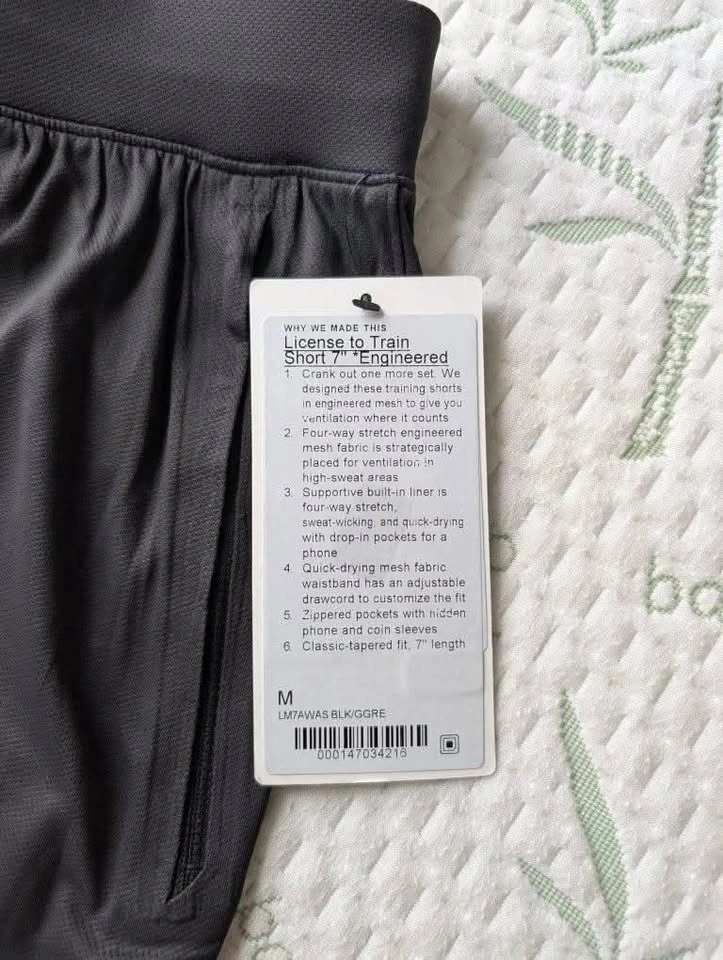 WHY WE MADE THIS
License to Train
Short 7" *Engineered
1. Crank out one more set. We
designed these training shorts
in engineered mesh to give you
ventilation where it counts
2. Four-way stretch engineered
mesh fabric is strategically
placed for ventilation in
high-sweat areas
3. Supportive built-in liner is
four-way stretch,
sweat-wicking, and quick-drying
with drop-in pockets for a
phone
4. Quick-drying mesh fabric
waistband has an adjustable
drawcord to customize the fit
5. Zippered pockets with hidden
phone and coin sleeves
6. Classic-tapered fit, 7" length
M
LM7AWAS BLK/GGRE
000147034216